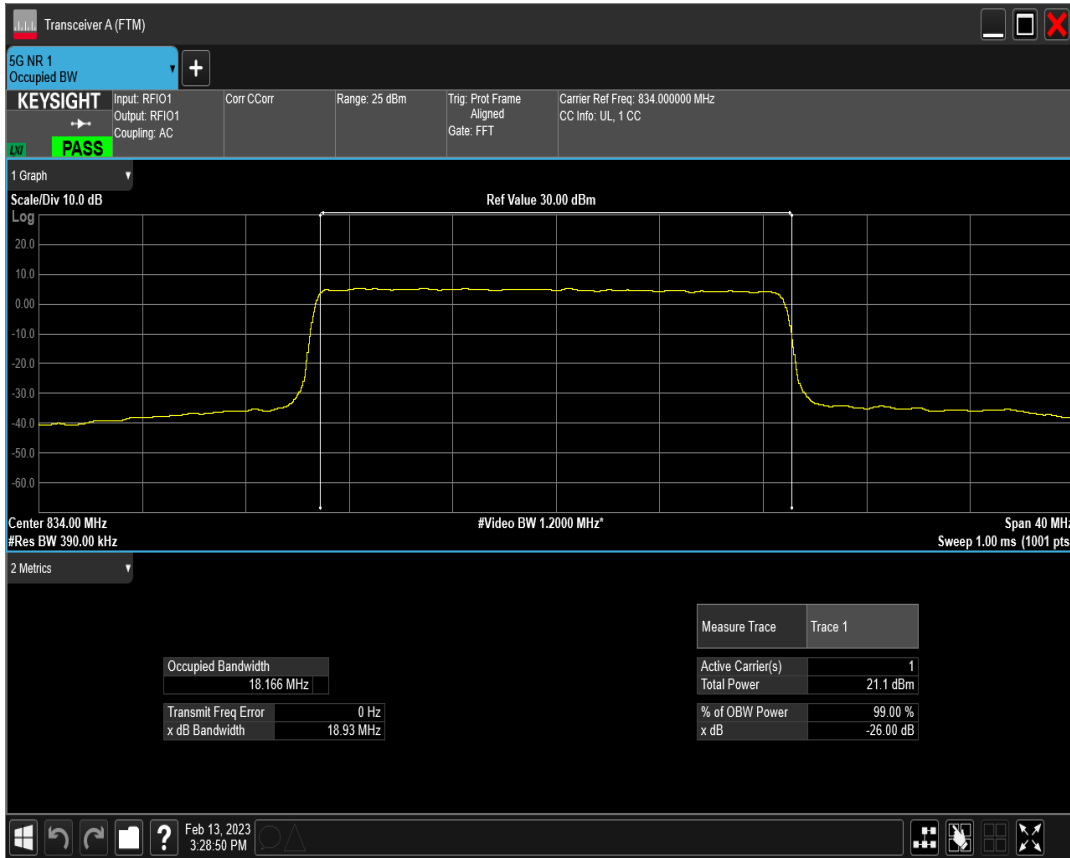 Transceiver A (FTM)
5G NR 1
Occupied BW
+
KEYSIGHT
LXI
PASS
Input: RFIO1
Output: RFIO1
Coupling: AC
Corr CCorr
Range: 25 dBm
Trig: Prot Frame
Aligned
Gate: FFT
Carrier Ref Freq: 834.000000 MHz
CC Info: UL, 1 CC
1 Graph
Scale/Div 10.0 dB
Ref Value 30.00 dBm
Log
20.0
10.0
0.00
-10.0
-20.0
-30.0
-40.0
-50.0
-60.0
Center 834.00 MHz
#Video BW 1.2000 MHz*
Span 40 MHz
#Res BW 390.00 kHz
Sweep 1.00 ms (1001 pts
2 Metrics
Measure Trace Trace 1
Occupied Bandwidth
18.166 MHz
Active Carrier(s) 1
Total Power 21.1 dBm
Transmit Freq Error 0 Hz
x dB Bandwidth 18.93 MHz
% of OBW Power 99.00 %
x dB -26.00 dB
?
Feb 13, 2023
3:28:50 PM